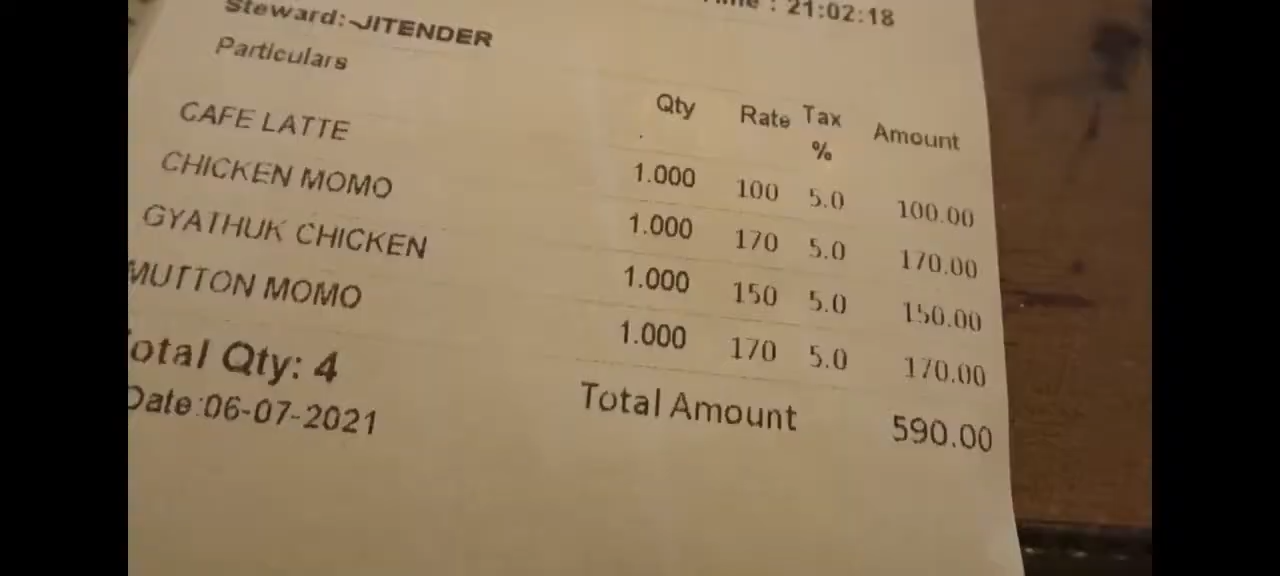 : 21:02:18
Steward:-JITENDER
Particulars Qty Rate Tax % Amount
CAFE LATTE 1.000 100 5.0 100.00
CHICKEN MOMO 1.000 170 5.0 170.00
GYATHUK CHICKEN 1.000 150 5.0 150.00
MUTTON MOMO 1.000 170 5.0 170.00
otal Qty: 4 Total Amount 590.00
Date:06-07-2021